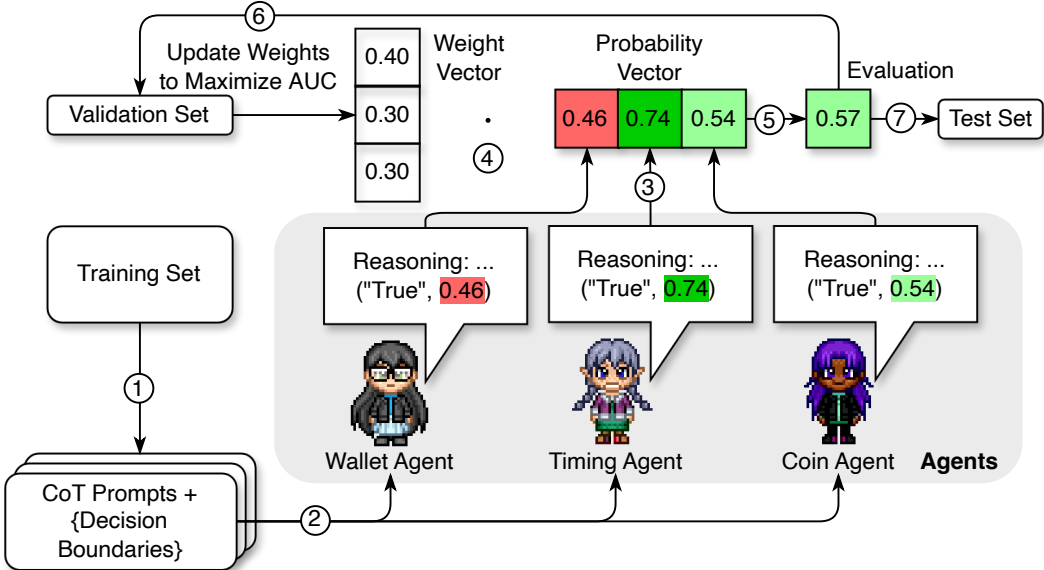 6
Update Weights
to Maximize AUC
0.40
0.30
0.30
Weight
Vector
.
4
Probability
Vector
0.46 0.74 0.54
5
0.57
Evaluation
7
Test Set
Validation Set
3
Training Set
Reasoning: ...
("True", 0.46)
Reasoning: ...
("True", 0.74)
Reasoning: ...
("True", 0.54)
1
Wallet Agent
Timing Agent
Coin Agent
Agents
CoT Prompts +
{Decision
Boundaries}
2